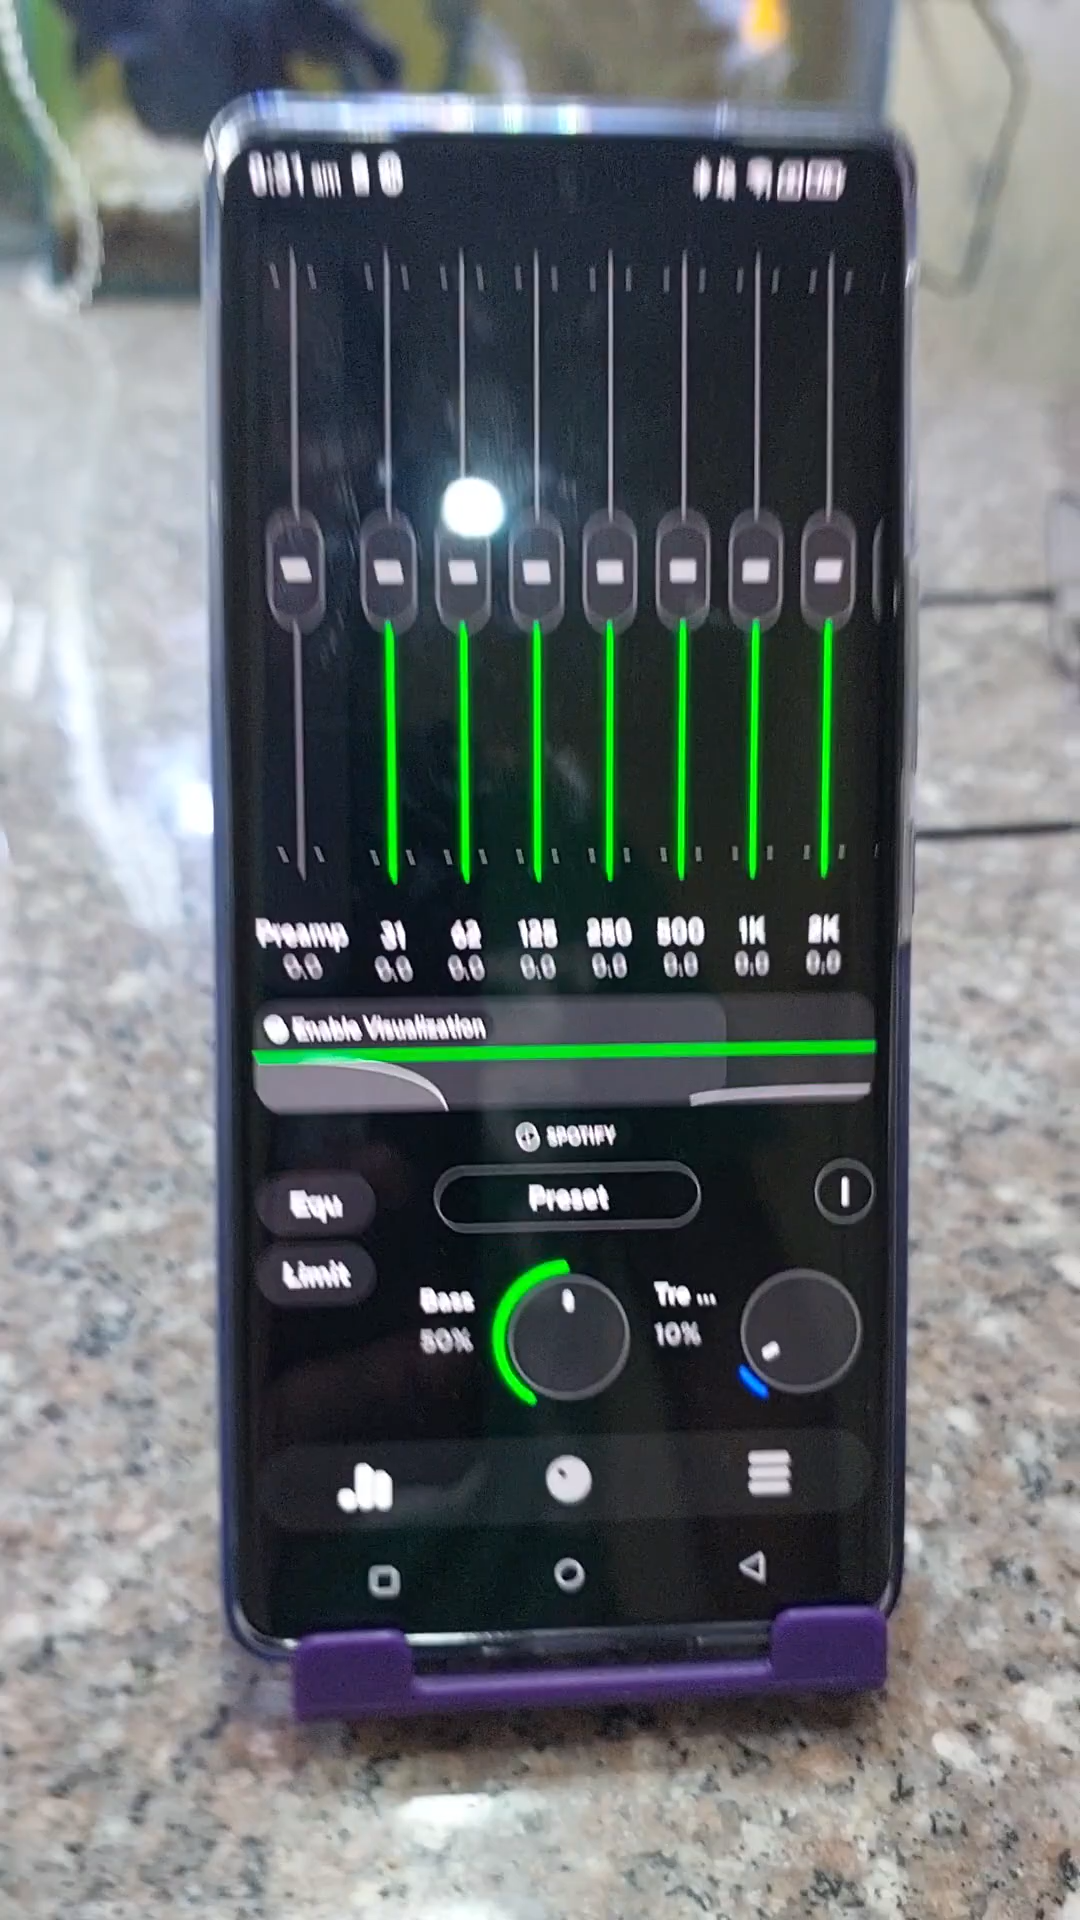 Preamp 31 62 125 250 500 1K 2K
0.0 0.0 0.0 0.0 0.0 0.0 0.0 0.0
Enable Visualization
SPOTIFY
Equ
Preset
Limit
Bass
50%
Tre ...
10%